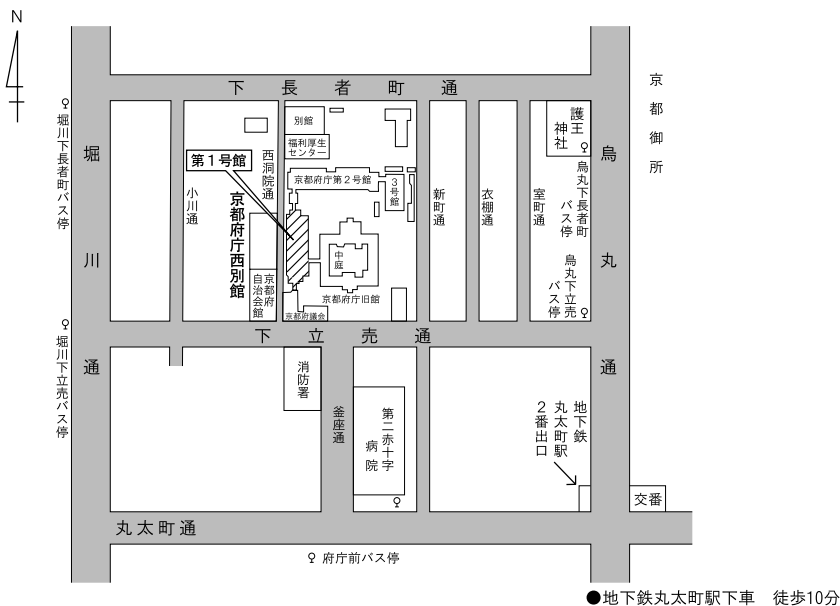 N
下長者町通
京都御所
堀川下長者町バス停
堀川通
小川通
西洞院通
第１号館
別館
福利厚生
センター
京都府庁第２号館
３号館
京都府庁西別館
中庭
京都府庁旧館
京都府
自治会館
京都府議会
新町通
衣棚通
室町通
護王
神社
烏丸下長者町
バス停
烏丸下立売
バス停
烏丸通
下立売通
堀川下立売バス停
消防署
釜座通
第二赤十字
病院
地下鉄
丸太町駅
２番出口
交番
丸太町通
府庁前バス停
●地下鉄丸太町駅下車　徒歩10分